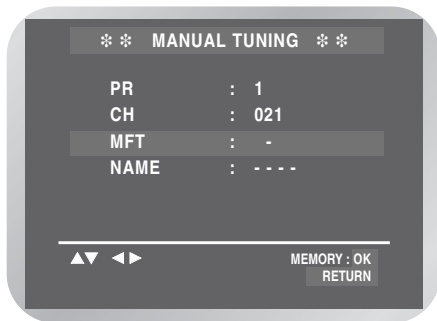 ❇ ❇ MANUAL TUNING ❇ ❇
PR : 1
CH : 021
MFT : -
NAME : - - - -
▲▼ ◀▶ MEMORY : OK
RETURN